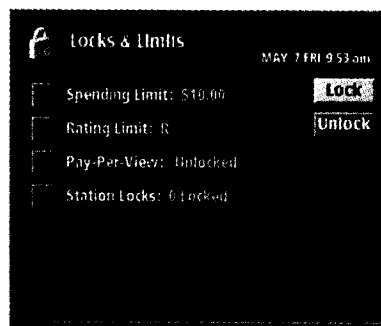 Locks & Limits
MAY 7 FRI 9 53 am
Spending Limit: $10.00
Lock
Rating Limit: R
Unlock
Pay-Per-View: Unlocked
Station Locks: 0 Locked